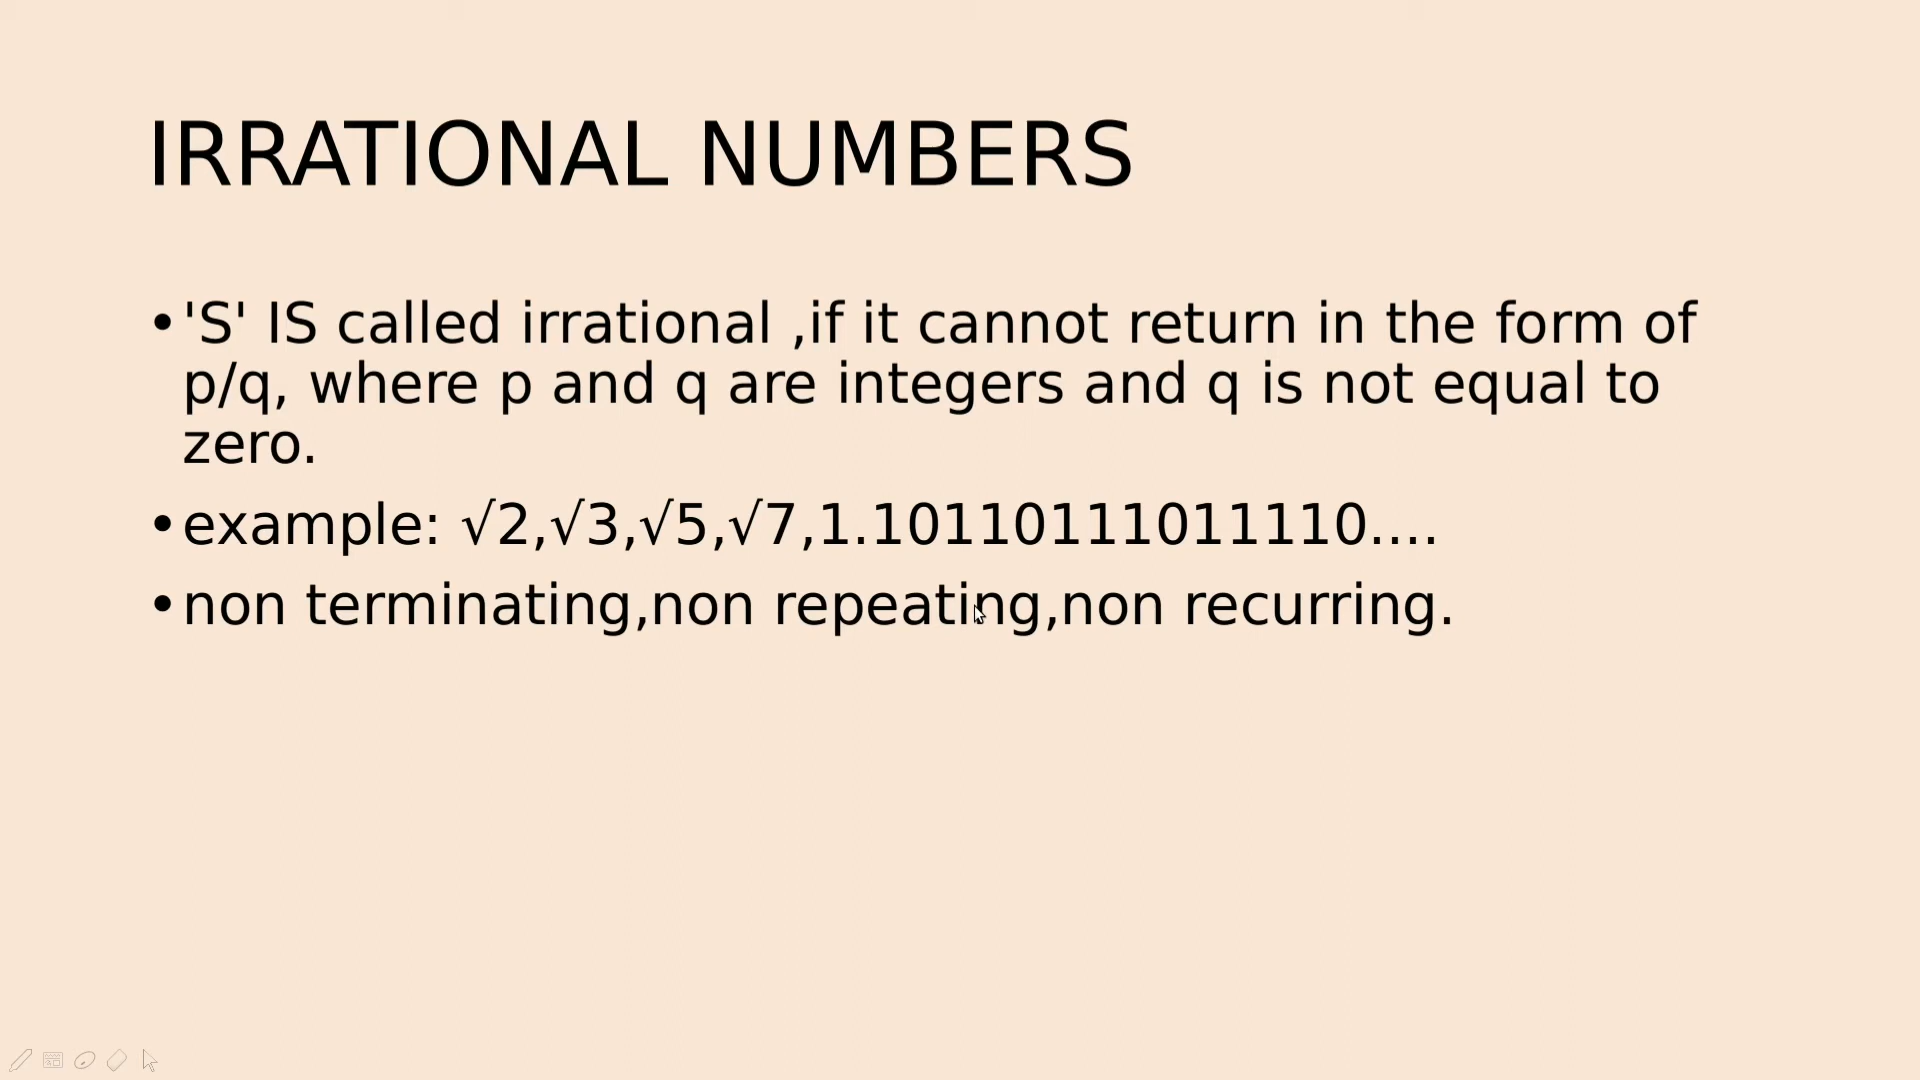 IRRATIONAL NUMBERS
•'S' IS called irrational ,if it cannot return in the form of
p/q, where p and q are integers and q is not equal to
zero.
•example: √2,√3,√5,√7,1.10110111011110....
•non terminating,non repeating,non recurring.